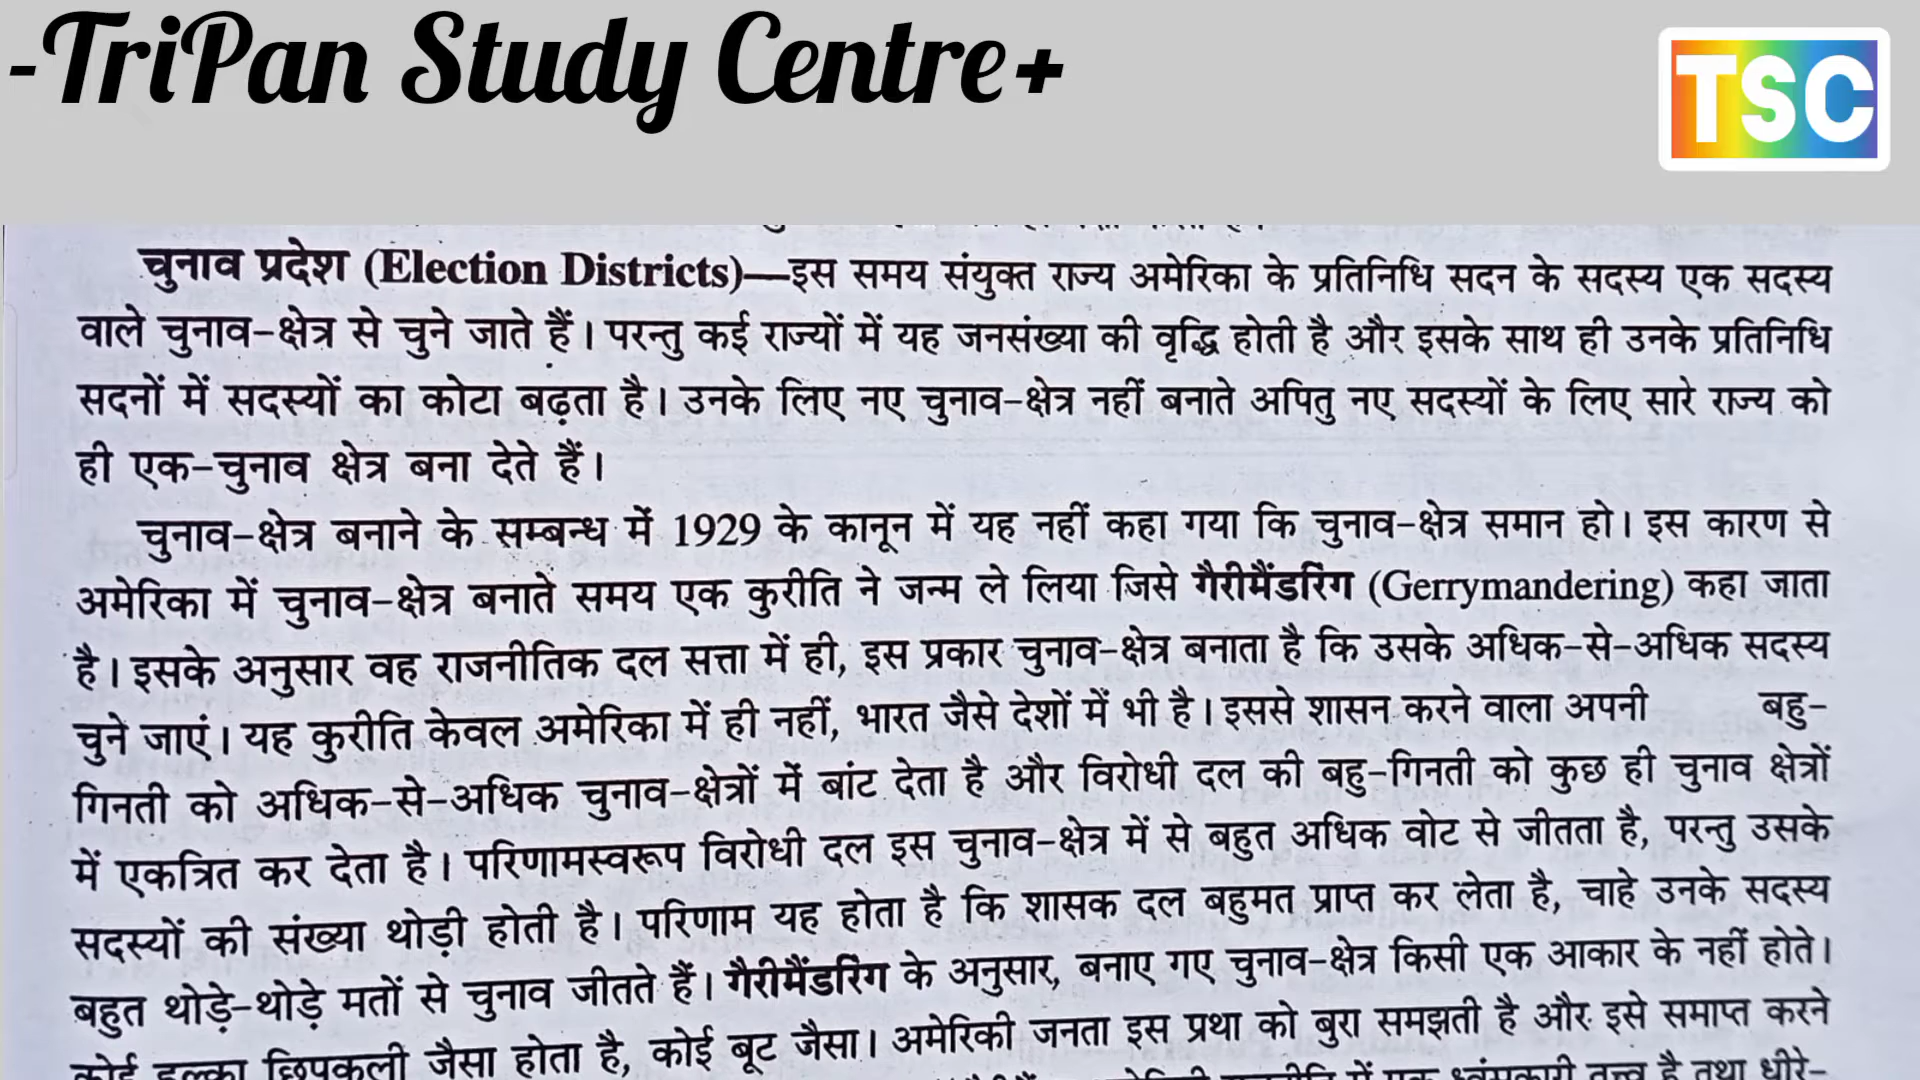 -TriPan Study Centre+
TSC
चुनाव प्रदेश (Election Districts)—इस समय संयुक्त राज्य अमेरिका के प्रतिनिधि सदन के सदस्य एक सदस्य
वाले चुनाव-क्षेत्र से चुने जाते हैं। परन्तु कई राज्यों में यह जनसंख्या की वृद्धि होती है और इसके साथ ही उनके प्रतिनिधि
सदनों में सदस्यों का कोटा बढ़ता है। उनके लिए नए चुनाव-क्षेत्र नहीं बनाते अपितु नए सदस्यों के लिए सारे राज्य को
ही एक-चुनाव क्षेत्र बना देते हैं।
चुनाव-क्षेत्र बनाने के सम्बन्ध में 1929 के कानून में यह नहीं कहा गया कि चुनाव-क्षेत्र समान हो। इस कारण से
अमेरिका में चुनाव-क्षेत्र बनाते समय एक कुरीति ने जन्म ले लिया जिसे गैरीमैंडरिंग (Gerrymandering) कहा जाता
है। इसके अनुसार वह राजनीतिक दल सत्ता में ही, इस प्रकार चुनाव-क्षेत्र बनाता है कि उसके अधिक-से-अधिक सदस्य
चुने जाएं। यह कुरीति केवल अमेरिका में ही नहीं, भारत जैसे देशों में भी है। इससे शासन-करने वाला अपनी बहु-
गिनती को अधिक-से-अधिक चुनाव-क्षेत्रों में बांट देता है और विरोधी दल की बहु-गिनती को कुछ ही चुनाव क्षेत्रों
में एकत्रित कर देता है। परिणामस्वरूप विरोधी दल इस चुनाव-क्षेत्र में से बहुत अधिक वोट से जीतता है, परन्तु उसके
सदस्यों की संख्या थोड़ी होती है। परिणाम यह होता है कि शासक दल बहुमत प्राप्त कर लेता है, चाहे उनके सदस्य
बहुत थोड़े-थोड़े मतों से चुनाव जीतते हैं। गैरीमैंडरिंग के अनुसार, बनाए गए चुनाव-क्षेत्र किसी एक आकार के नहीं होते।
कोई हल्का छिपकली जैसा होता है, कोई बूट जैसा। अमेरिकी जनता इस प्रथा को बुरा समझती है और इसे समाप्त करने
में एक ध्वंसकारी तत्त्व है तथा धीरे-